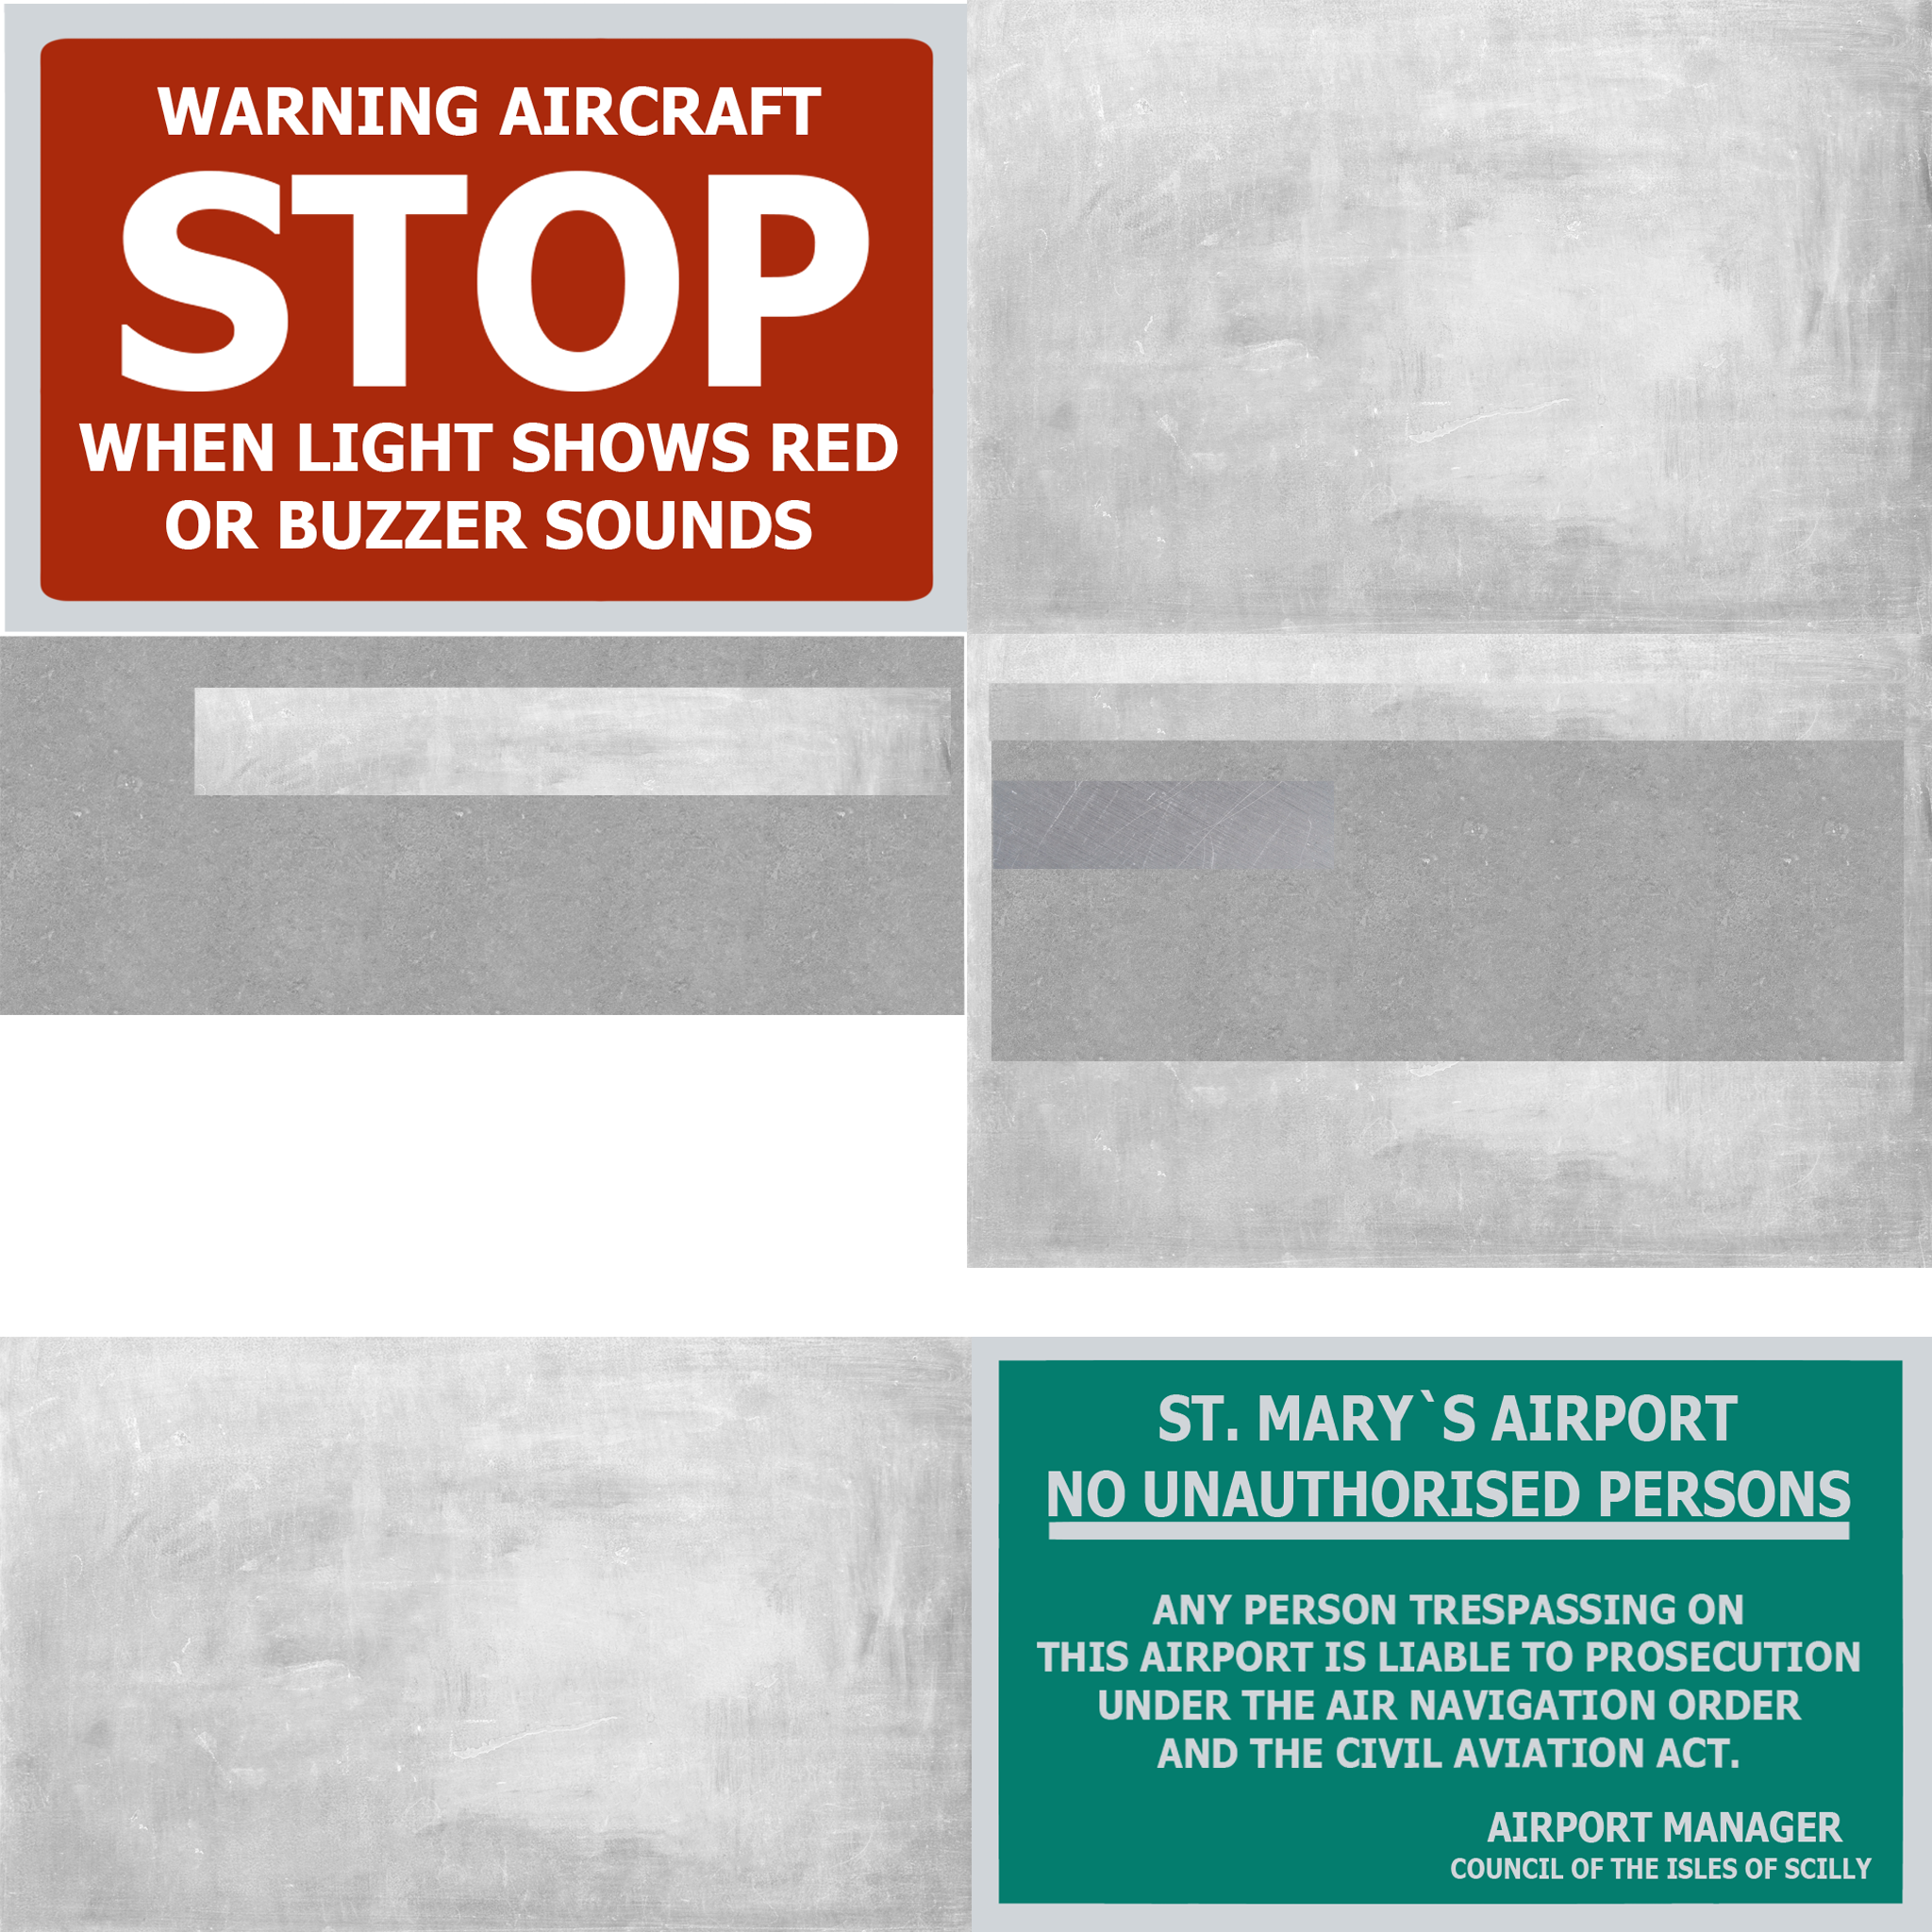 WARNING AIRCRAFT
STOP
WHEN LIGHT SHOWS RED
OR BUZZER SOUNDS
ST. MARY`S AIRPORT
NO UNAUTHORISED PERSONS
ANY PERSON TRESPASSING ON
THIS AIRPORT IS LIABLE TO PROSECUTION
UNDER THE AIR NAVIGATION ORDER
AND THE CIVIL AVIATION ACT.
AIRPORT MANAGER
COUNCIL OF THE ISLES OF SCILLY